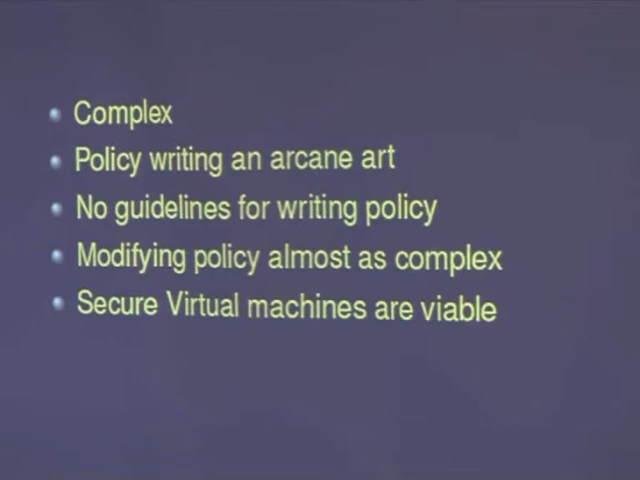 Complex
Policy writing an arcane art
No guidelines for writing policy
Modifying policy almost as complex
Secure Virtual machines are viable